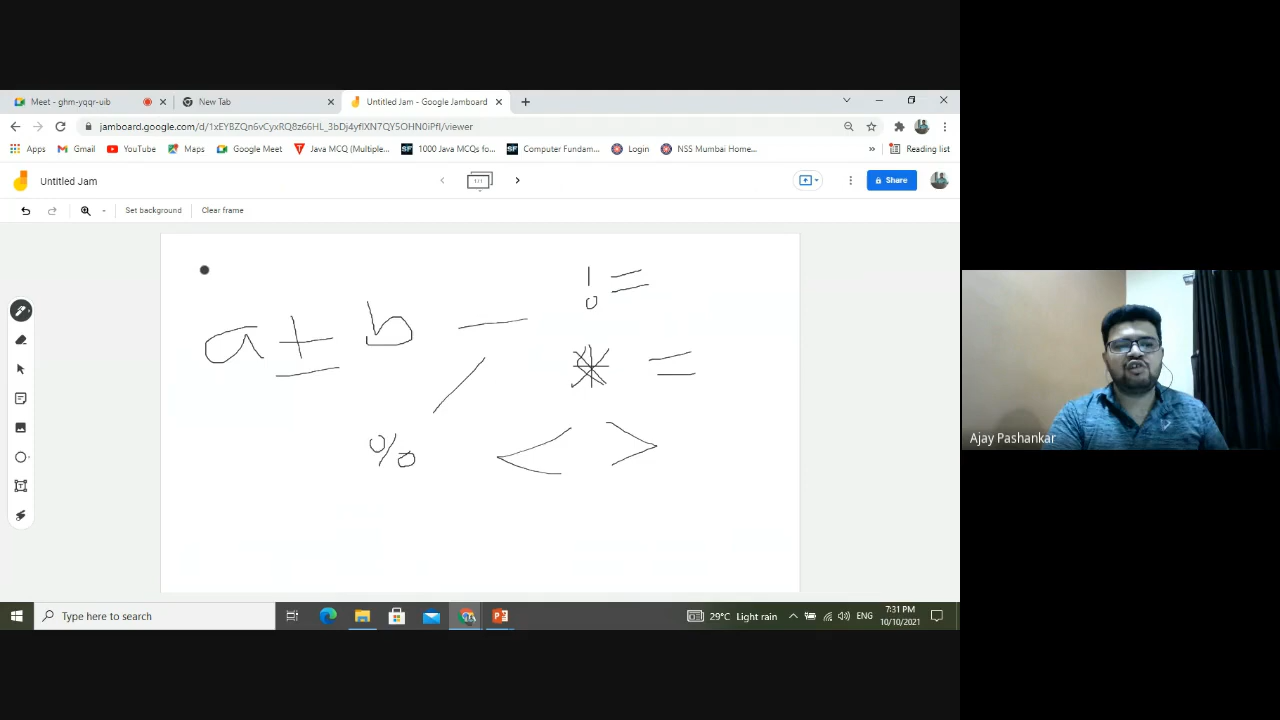 Meet - ghm-yqqr-uib
New Tab
Untitled Jam - Google Jamboard
jamboard.google.com/d/1xEYBZQn6vCyxRQ8z66HL_3bDj4yflXN7QY5OHN0iPfI/viewer
Apps Gmail YouTube Maps Google Meet Java MCQ (Multiple... 1000 Java MCQs fo... Computer Fundam... Login NSS Mumbai Home... » Reading list
Untitled Jam
1/1
Share
Set background Clear frame
! =
a + b −
/
* =
% < >
Ajay Pashankar
Type here to search
29°C Light rain
ENG
7:31 PM
10/10/2021